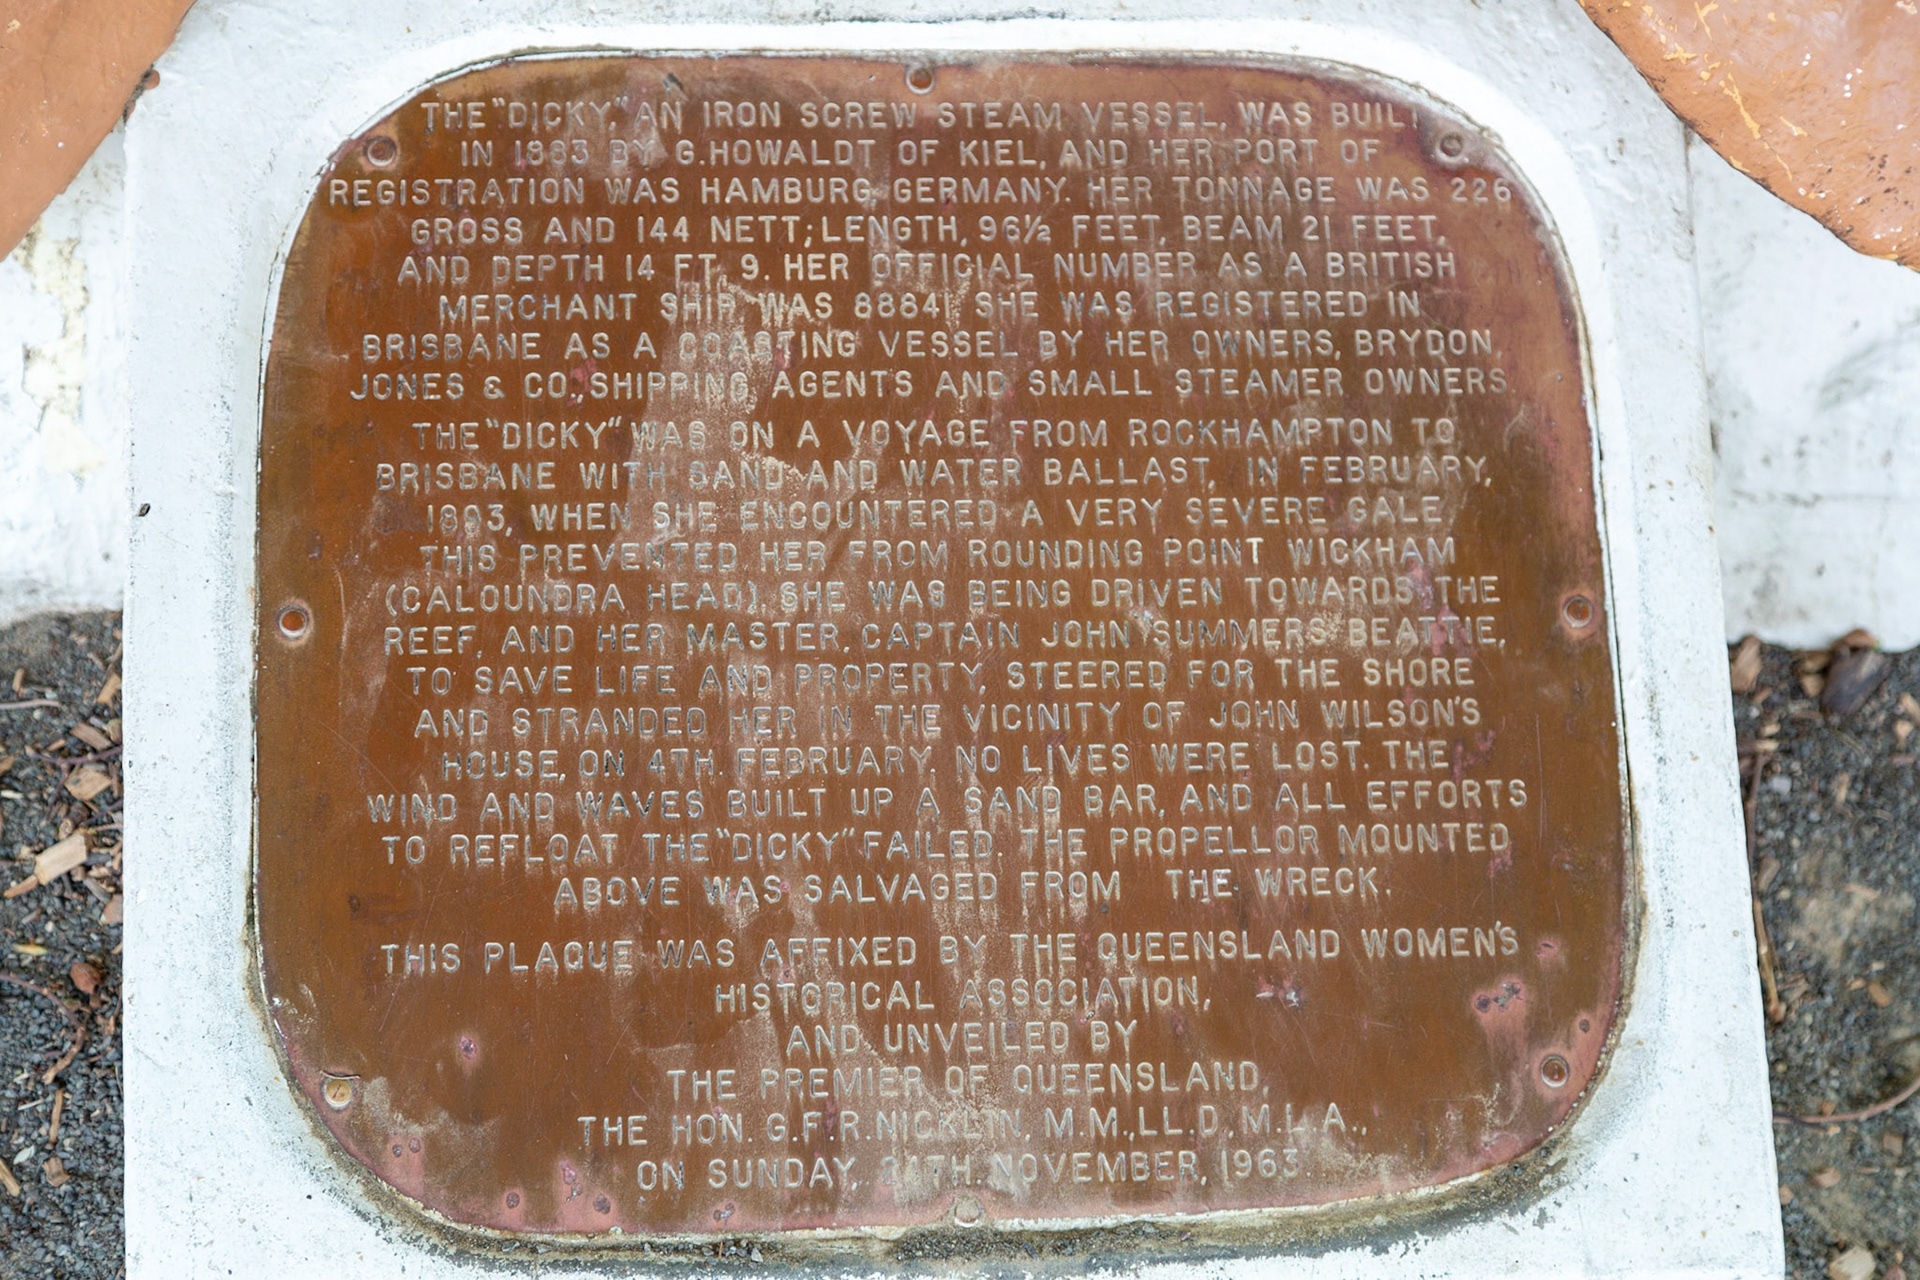 THE "DICKY," AN IRON SCREW STEAM VESSEL, WAS BUILT
IN 1883 BY G.HOWALDT OF KIEL, AND HER PORT OF
REGISTRATION WAS HAMBURG, GERMANY. HER TONNAGE WAS 226
GROSS AND 144 NETT; LENGTH, 96½ FEET, BEAM 21 FEET,
AND DEPTH 14 FT. 9. HER OFFICIAL NUMBER AS A BRITISH
MERCHANT SHIP WAS 88841. SHE WAS REGISTERED IN
BRISBANE AS A COASTING VESSEL BY HER OWNERS, BRYDON,
JONES & CO., SHIPPING AGENTS AND SMALL STEAMER OWNERS.
THE "DICKY" WAS ON A VOYAGE FROM ROCKHAMPTON TO
BRISBANE WITH SAND AND WATER BALLAST, IN FEBRUARY,
1893, WHEN SHE ENCOUNTERED A VERY SEVERE GALE.
THIS PREVENTED HER FROM ROUNDING POINT WICKHAM
(CALOUNDRA HEAD). SHE WAS BEING DRIVEN TOWARDS THE
REEF, AND HER MASTER, CAPTAIN JOHN SUMMERS BEATTIE,
TO SAVE LIFE AND PROPERTY, STEERED FOR THE SHORE
AND STRANDED HER IN THE VICINITY OF JOHN WILSON'S
HOUSE, ON 4TH. FEBRUARY. NO LIVES WERE LOST. THE
WIND AND WAVES BUILT UP A SAND BAR, AND ALL EFFORTS
TO REFLOAT THE "DICKY" FAILED. THE PROPELLOR MOUNTED
ABOVE WAS SALVAGED FROM THE WRECK.
THIS PLAQUE WAS AFFIXED BY THE QUEENSLAND WOMEN'S
HISTORICAL ASSOCIATION,
AND UNVEILED BY
THE PREMIER OF QUEENSLAND,
THE HON. G.F.R.NICKLIN, M.M.,LL.D., M.L.A.,
ON SUNDAY, 24TH. NOVEMBER, 1963.